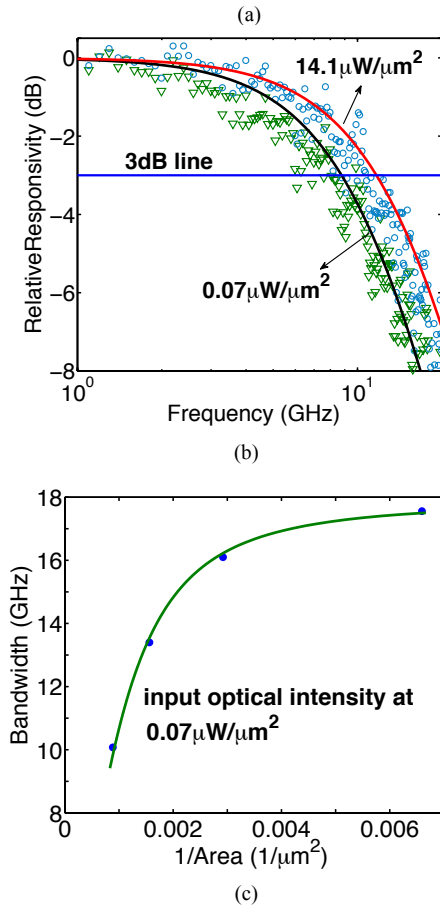 (a)
0
−2
−4
−6
−8
RelativeResponsivity (dB)
14.1μW/μm²
3dB line
0.07μW/μm²
10⁰
10¹
Frequency (GHz)
(b)
18
16
14
12
10
8
Bandwidth (GHz)
input optical intensity at
0.07μW/μm²
0
0.002
0.004
0.006
1/Area (1/μm²)
(c)